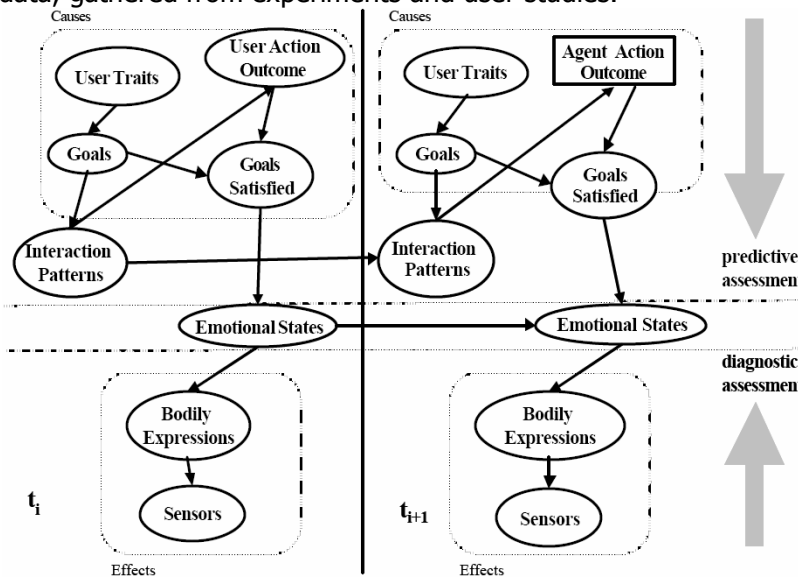 data, gathered from experiments and user studies.
Causes
User Traits
User Action
Outcome
Goals
Goals
Satisfied
Interaction
Patterns
Causes
User Traits
Agent Action
Outcome
Goals
Goals
Satisfied
Interaction
Patterns
predictive
assessmen
Emotional States
Emotional States
diagnostic
assessmen
Bodily
Expressions
Sensors
t_i
Effects
Bodily
Expressions
Sensors
t_i+1
Effects